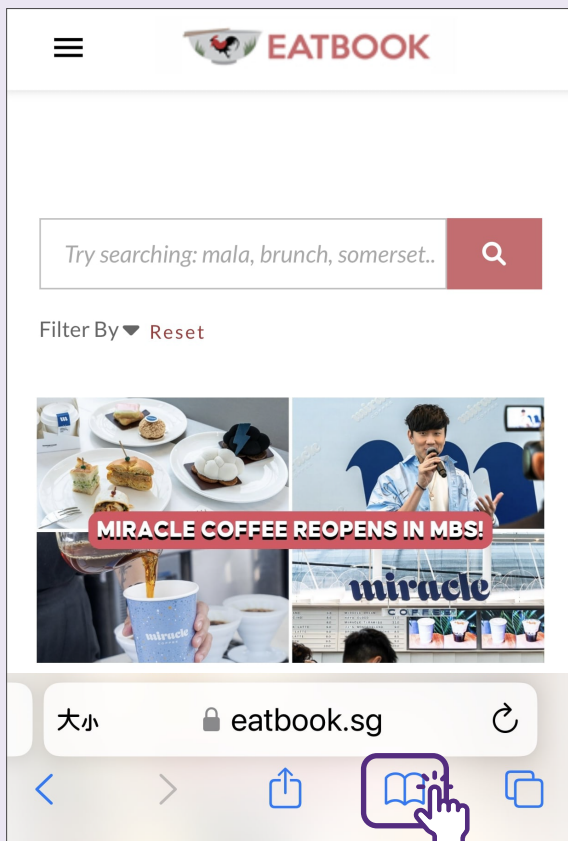 EATBOOK
Try searching: mala, brunch, somerset..
Filter By Reset
MIRACLE COFFEE REOPENS IN MBS!
miracle
COFFEE
miracle
大小 eatbook.sg